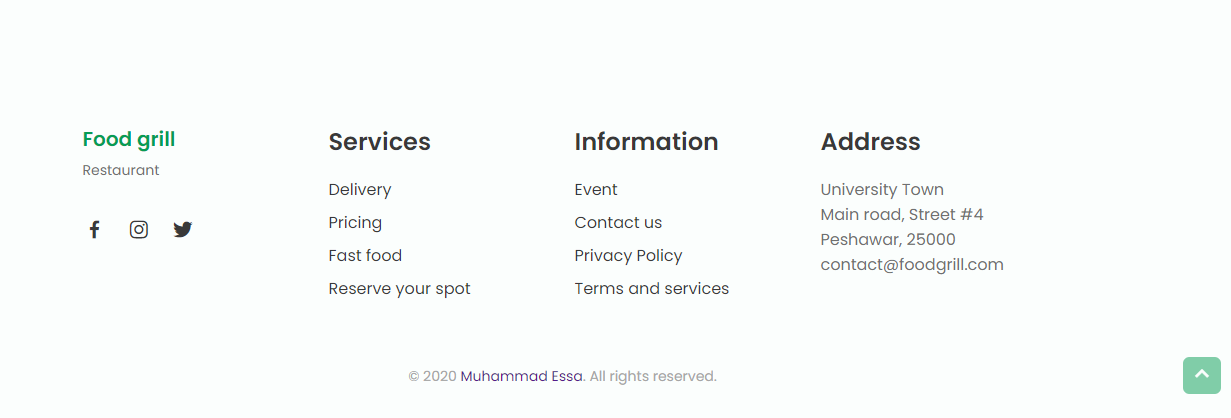 Food grill
Restaurant
Services
Delivery
Pricing
Fast food
Reserve your spot
Information
Event
Contact us
Privacy Policy
Terms and services
Address
University Town
Main road, Street #4
Peshawar, 25000
contact@foodgrill.com
© 2020 Muhammad Essa. All rights reserved.